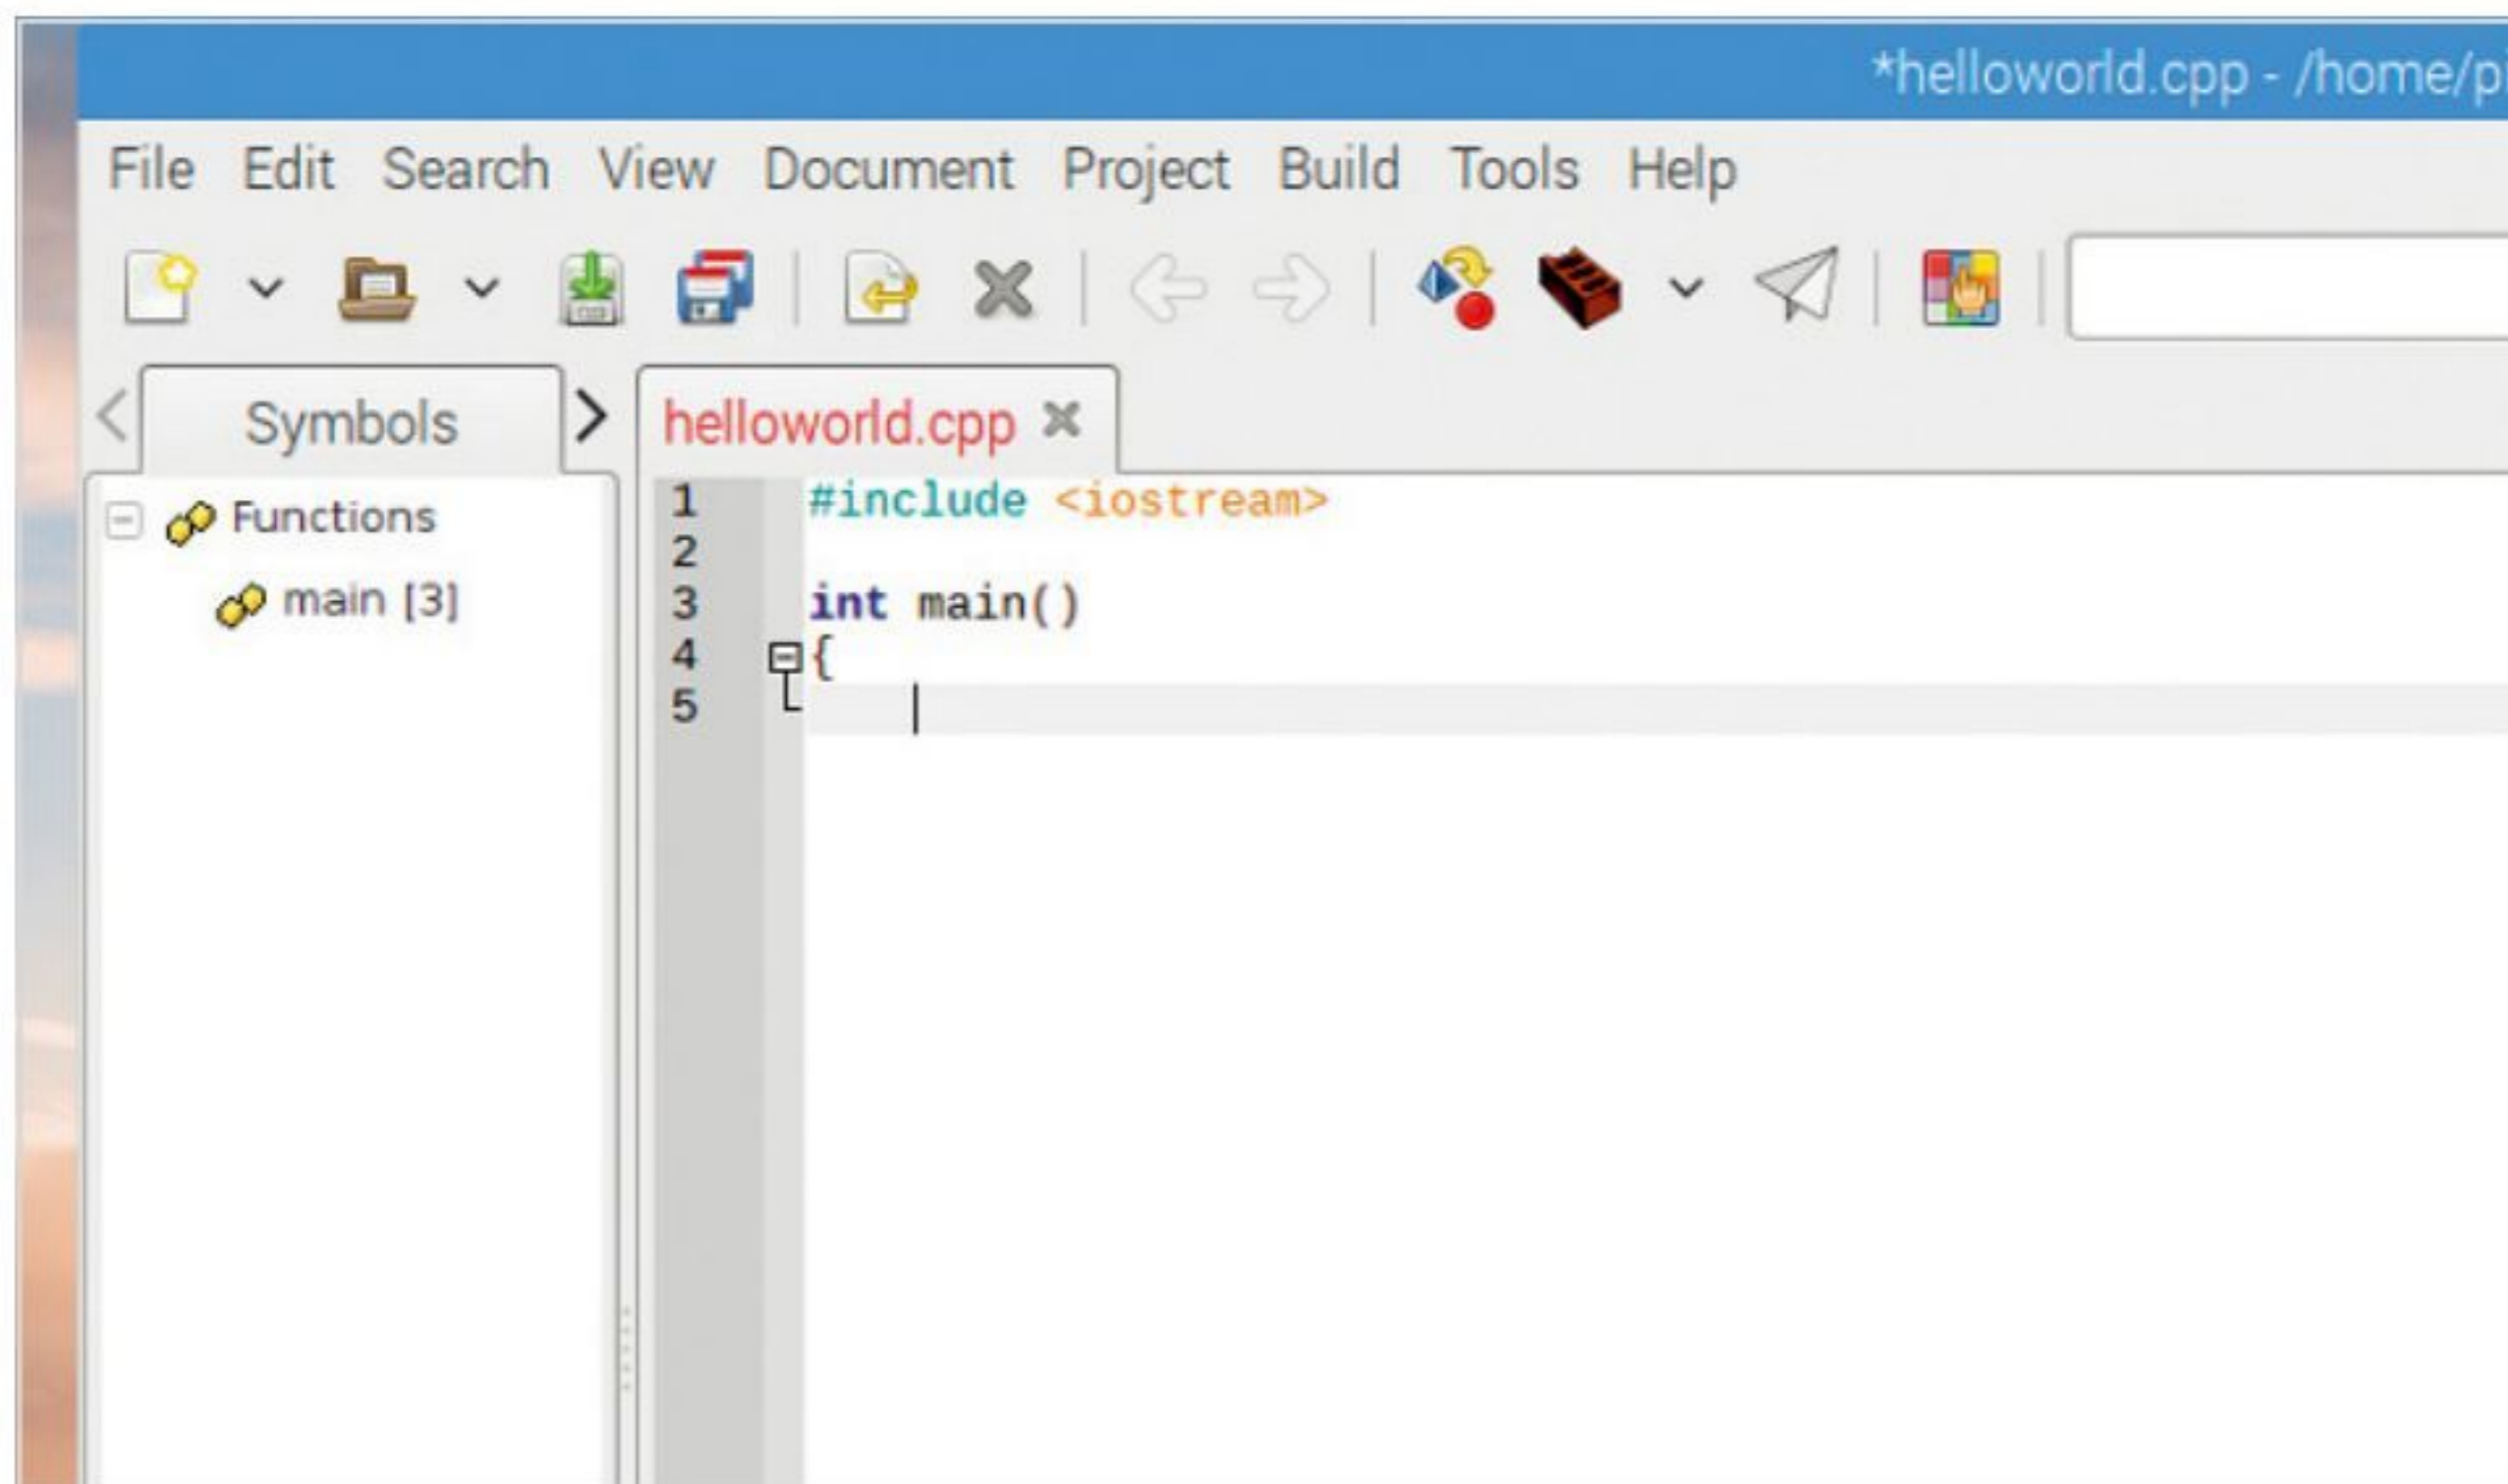 *helloworld.cpp - /home/pi
File Edit Search View Document Project Build Tools Help
Symbols
helloworld.cpp
Functions
main [3]
1 #include <iostream>
2
3 int main()
4 {
5